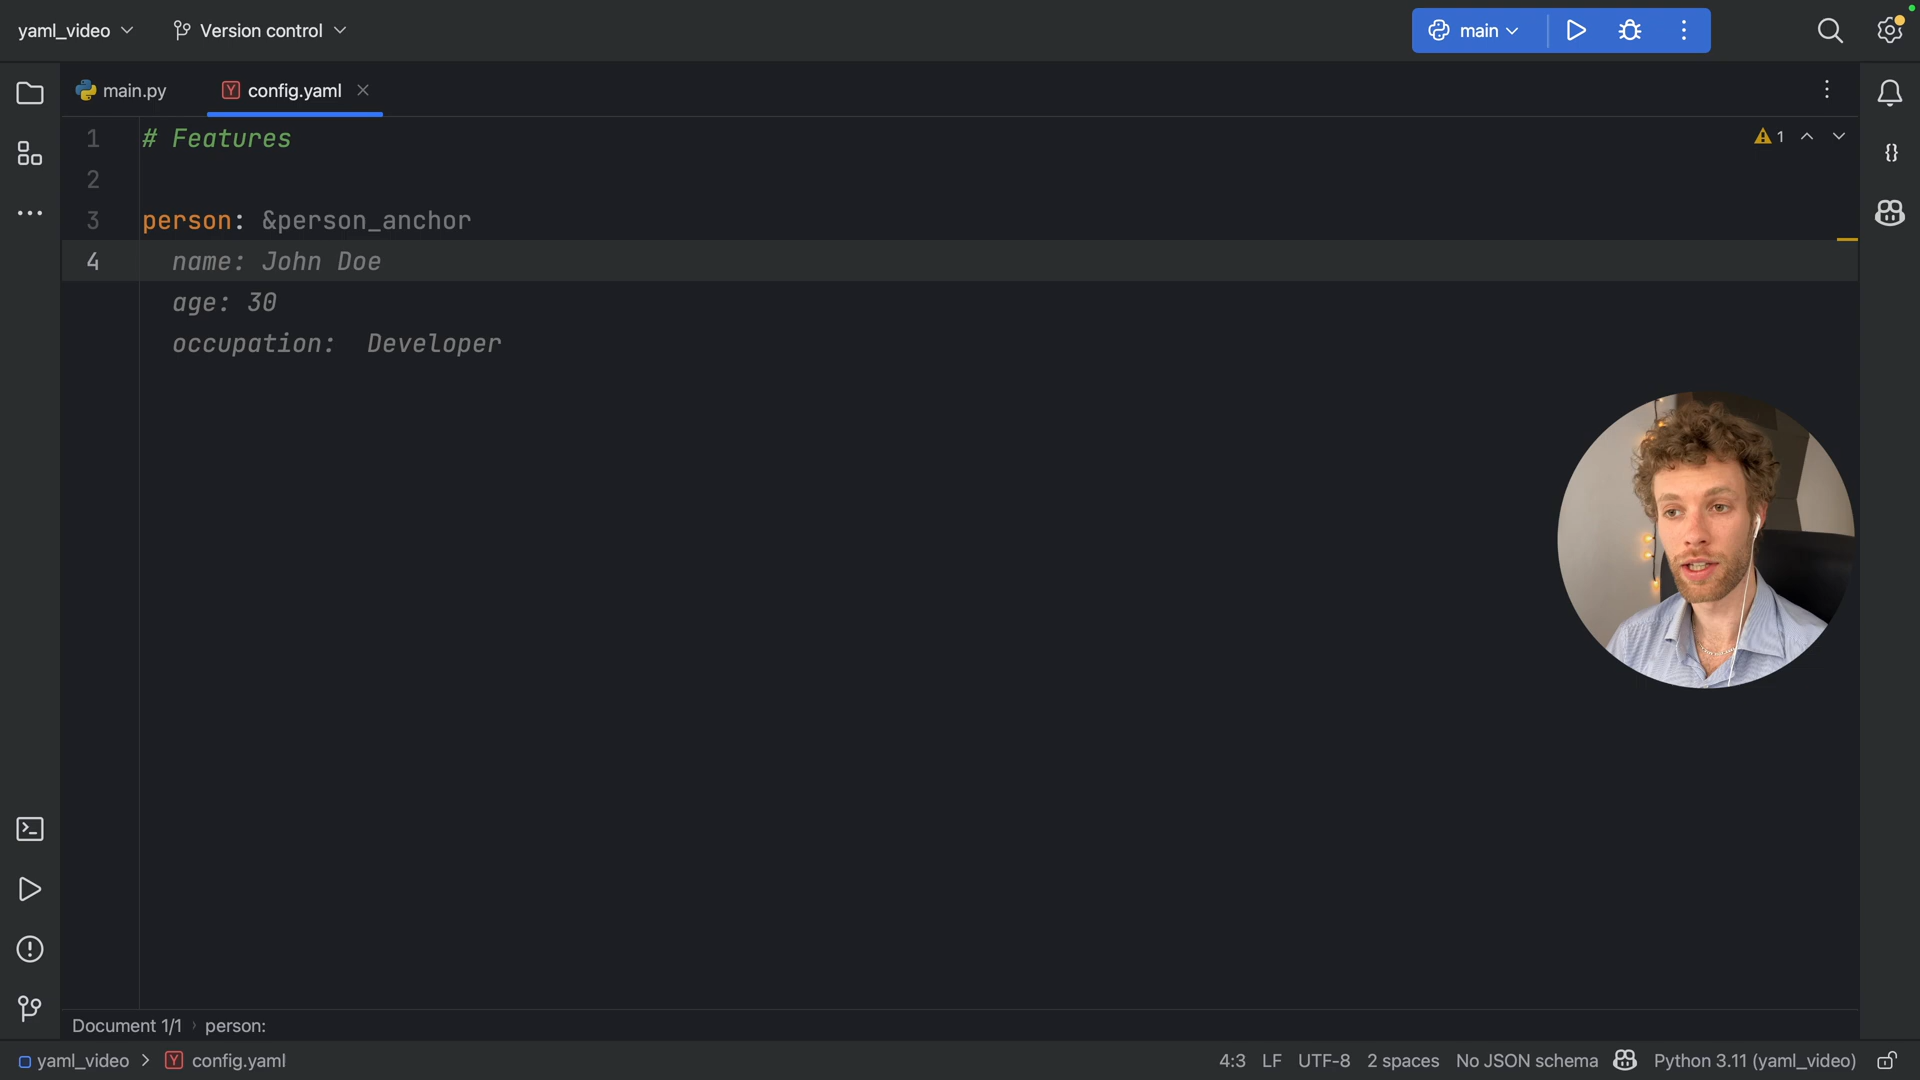 yaml_video
Version control
main
main.py
config.yaml
1 # Features
1
2
3 person: &person_anchor
4 name: John Doe
age: 30
occupation:  Developer
Document 1/1 › person:
yaml_video > config.yaml
4:3 LF UTF-8 2 spaces No JSON schema Python 3.11 (yaml_video)